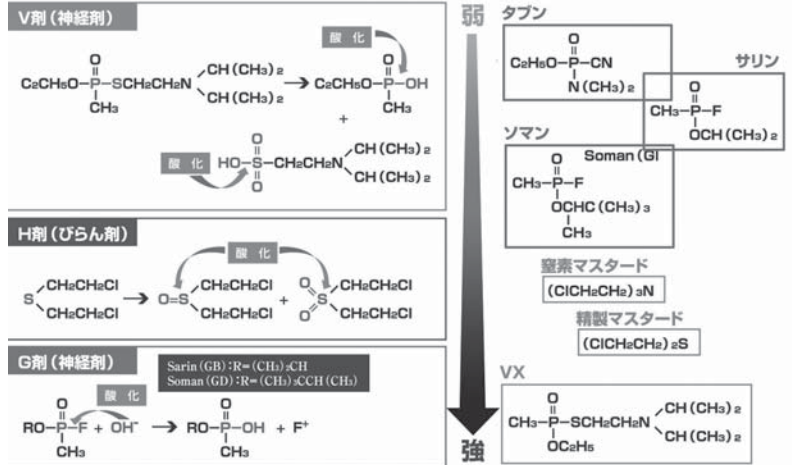 V剤（神経剤）
酸 化
O
C2H5O-P-SCH2CH2N
CH(CH3)2
CH(CH3)2
CH3
O
C2H5O-P-OH
CH3
+
酸 化
O
HO-S-CH2CH2N
O
CH(CH3)2
CH(CH3)2
H剤（びらん剤）
酸 化
S
CH2CH2Cl
CH2CH2Cl
O=S
CH2CH2Cl
CH2CH2Cl
+
O
O
S
CH2CH2Cl
CH2CH2Cl
G剤（神経剤）
Sarin(GB):R=(CH3)2CH
Soman(GD):R=(CH3)3CCH(CH3)
酸 化
O
RO-P-F + OH-
CH3
O
RO-P-OH + F+
CH3
弱
強
タブン
O
C2H5O-P-CN
N(CH3)2
サリン
O
CH3-P-F
OCH(CH3)2
ソマン
Soman (GI
O
CH3-P-F
OCHC(CH3)3
CH3
窒素マスタード
(ClCH2CH2)3N
精製マスタード
(ClCH2CH2)2S
VX
O
CH3-P-SCH2CH2N
OC2H5
CH(CH3)2
CH(CH3)2